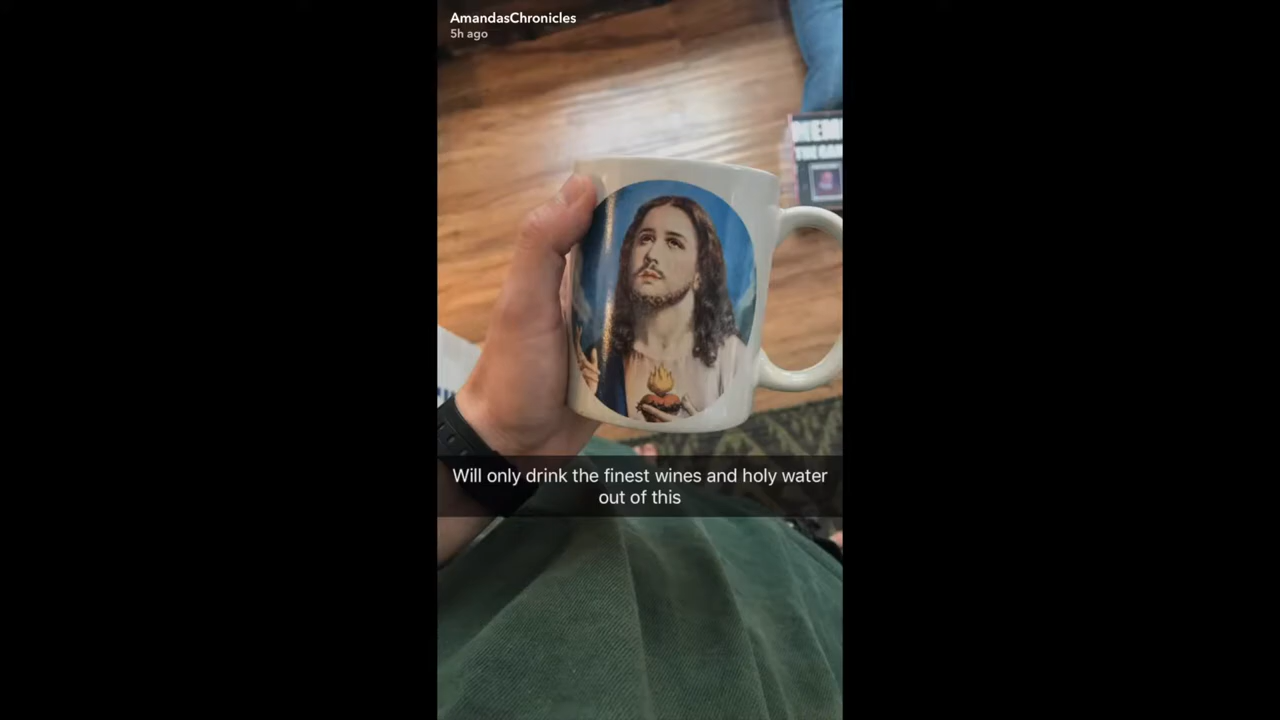 AmandasChronicles
5h ago
Will only drink the finest wines and holy water
out of this